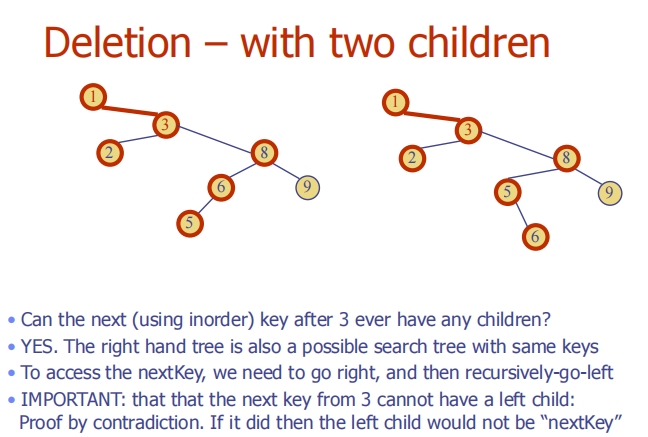 Deletion – with two children
1
3
2
8
6
9
5
1
3
2
8
5
9
6
• Can the next (using inorder) key after 3 ever have any children?
• YES. The right hand tree is also a possible search tree with same keys
• To access the nextKey, we need to go right, and then recursively-go-left
• IMPORTANT: that that the next key from 3 cannot have a left child:
Proof by contradiction. If it did then the left child would not be “nextKey”